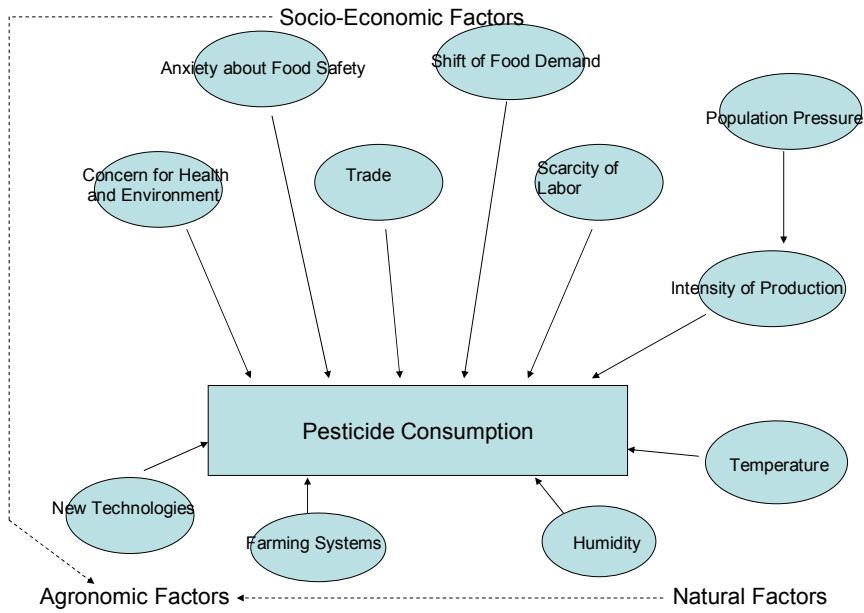 Socio-Economic Factors
Anxiety about Food Safety
Shift of Food Demand
Population Pressure
Concern for Health
and Environment
Trade
Scarcity of
Labor
Intensity of Production
Pesticide Consumption
Temperature
New Technologies
Farming Systems
Humidity
Agronomic Factors
Natural Factors